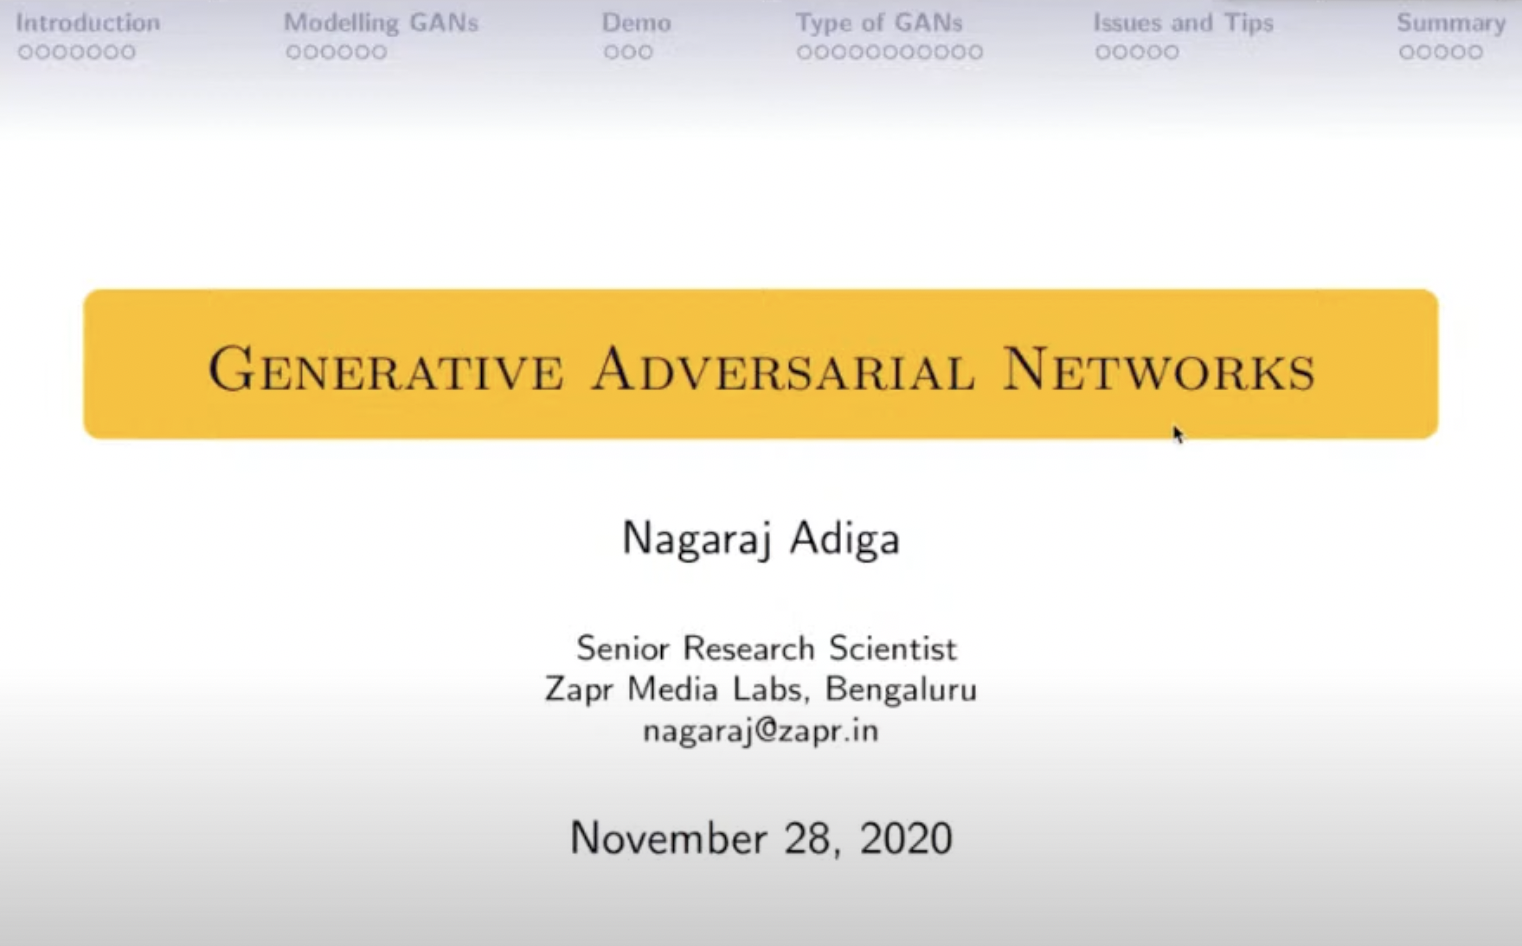 Introduction Modelling GANs Demo Type of GANs Issues and Tips Summary
Generative Adversarial Networks
Nagaraj Adiga
Senior Research Scientist
Zapr Media Labs, Bengaluru
nagaraj@zapr.in
November 28, 2020